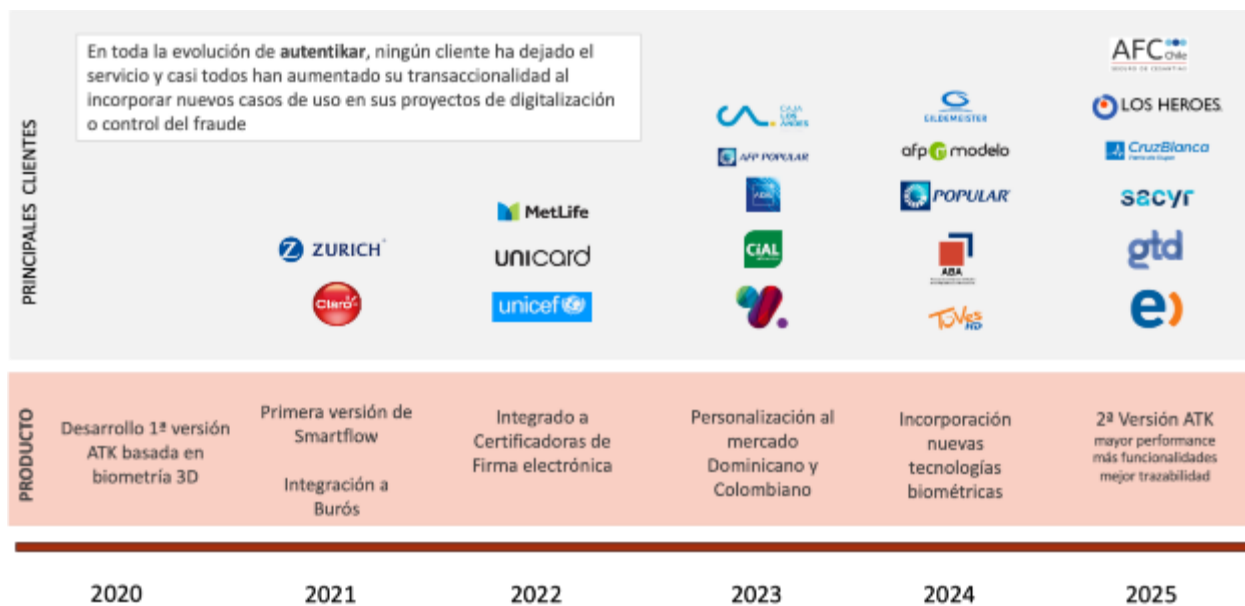 En toda la evolución de autentikar, ningún cliente ha dejado el
servicio y casi todos han aumentado su transaccionalidad al
incorporar nuevos casos de uso en sus proyectos de digitalización
o control del fraude
PRINCIPALES CLIENTES
ZURICH
Claro
MetLife
unicard
unicef
CAJA
LOS
ANDES
AFP POPULAR
CiAL
GILDEMEISTER
afp modelo
POPULAR
ABA
TuVes
HD
AFC Chile
SEGURO DE CESANTÍA
LOS HEROES
CruzBlanca
sacyr
gtd
e)
PRODUCTO
Desarrollo 1ª versión
ATK basada en
biometría 3D
Primera versión de
Smartflow
Integración a
Burós
Integrado a
Certificadoras de
Firma electrónica
Personalización al
mercado
Dominicano y
Colombiano
Incorporación
nuevas
tecnologías
biométricas
2ª Versión ATK
mayor performance
más funcionalidades
mejor trazabilidad
2020
2021
2022
2023
2024
2025